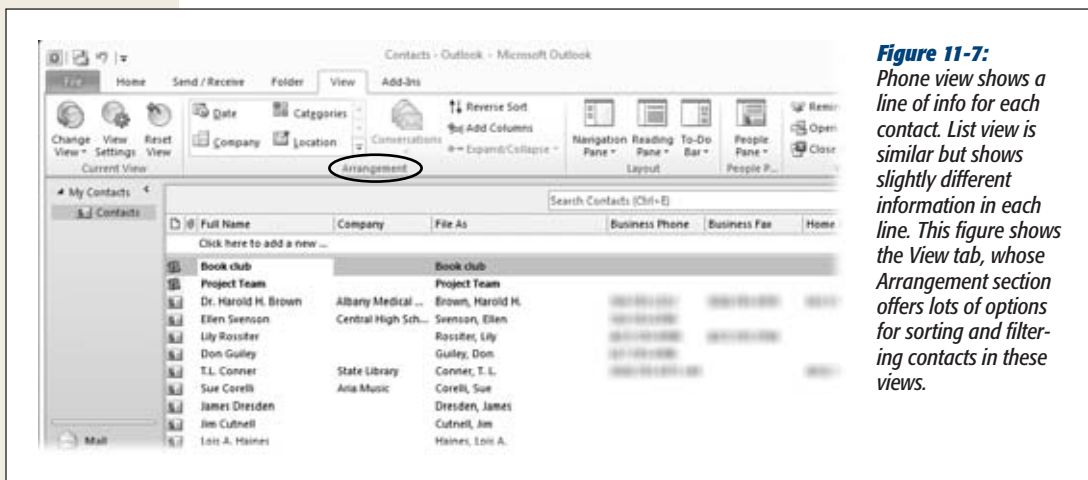 Contacts - Outlook - Microsoft Outlook
File Home Send / Receive Folder View Add-Ins
Date Categories Reverse Sort
Change View Reset Company Location Conversations Add Columns Navigation Reading To-Do People
View Settings View Expand/Collapse Pane Pane Bar Pane Close
Current View Arrangement Layout People P...
My Contacts
Contacts
Search Contacts (Ctrl+E)
Full Name Company File As Business Phone Business Fax Home
Click here to add a new ...
Book club Book club
Project Team Project Team
Dr. Harold H. Brown Albany Medical ... Brown, Harold H.
Ellen Svenson Central High Sch... Svenson, Ellen
Lily Rossiter Rossiter, Lily
Don Guiley Guiley, Don
T.L. Conner State Library Conner, T. L.
Sue Corelli Aria Music Corelli, Sue
James Dresden Dresden, James
Jim Cutnell Cutnell, Jim
Lois A. Haines Haines, Lois A.
Mail
Figure 11-7:
Phone view shows a
line of info for each
contact. List view is
similar but shows
slightly different
information in each
line. This figure shows
the View tab, whose
Arrangement section
offers lots of options
for sorting and filter-
ing contacts in these
views.